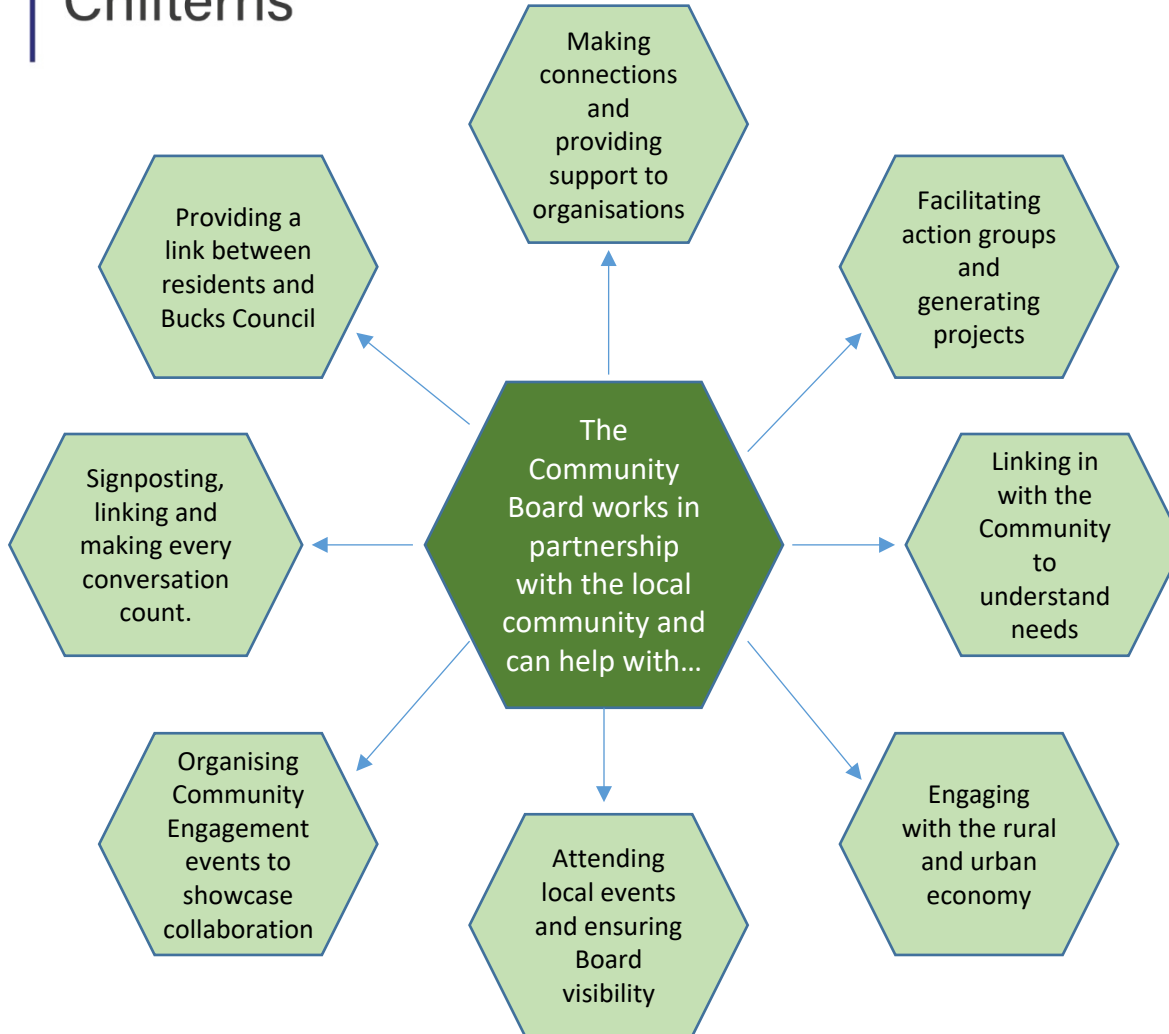 Chilterns
Making
connections
and
providing
support to
organisations
Providing a
link between
residents and
Bucks Council
Facilitating
action groups
and
generating
projects
The
Community
Board works in
partnership
with the local
community and
can help with…
Signposting,
linking and
making every
conversation
count.
Linking in
with the
Community
to
understand
needs
Organising
Community
Engagement
events to
showcase
collaboration
Attending
local events
and ensuring
Board
visibility
Engaging
with the rural
and urban
economy